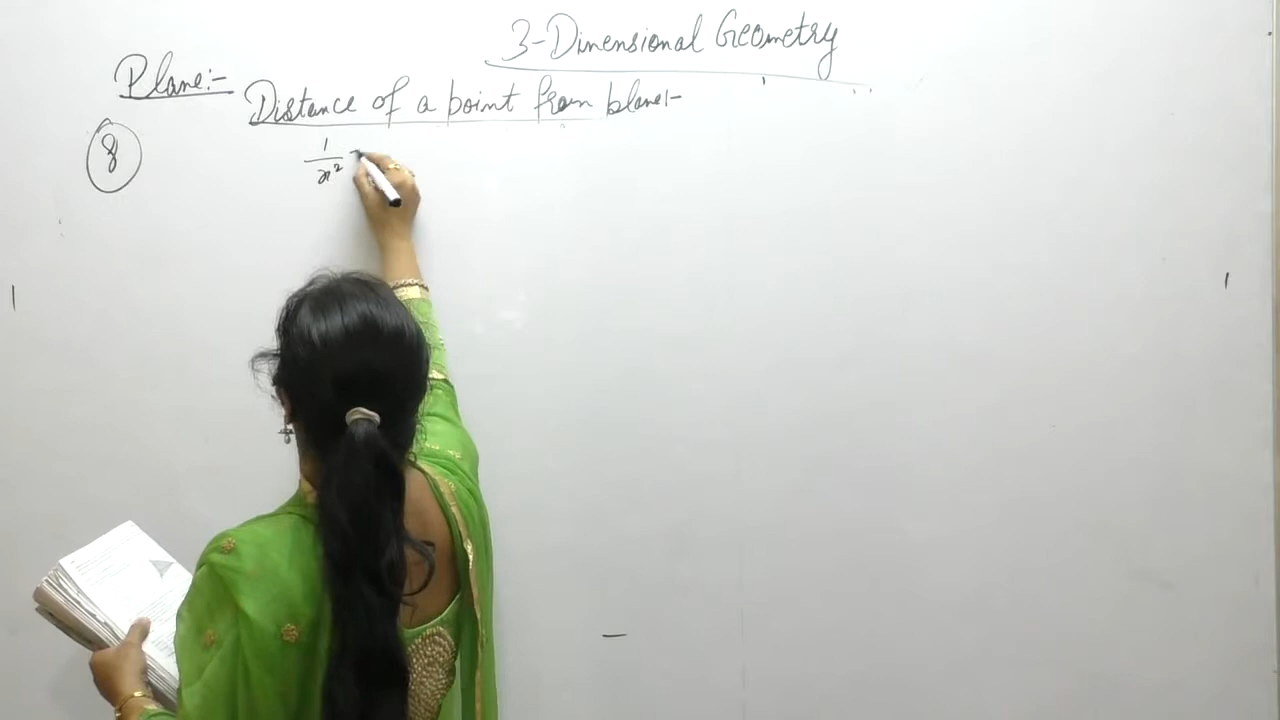 3-Dimensional Geometry
Plane:-
Distance of a point from plane:-
8
1/x²